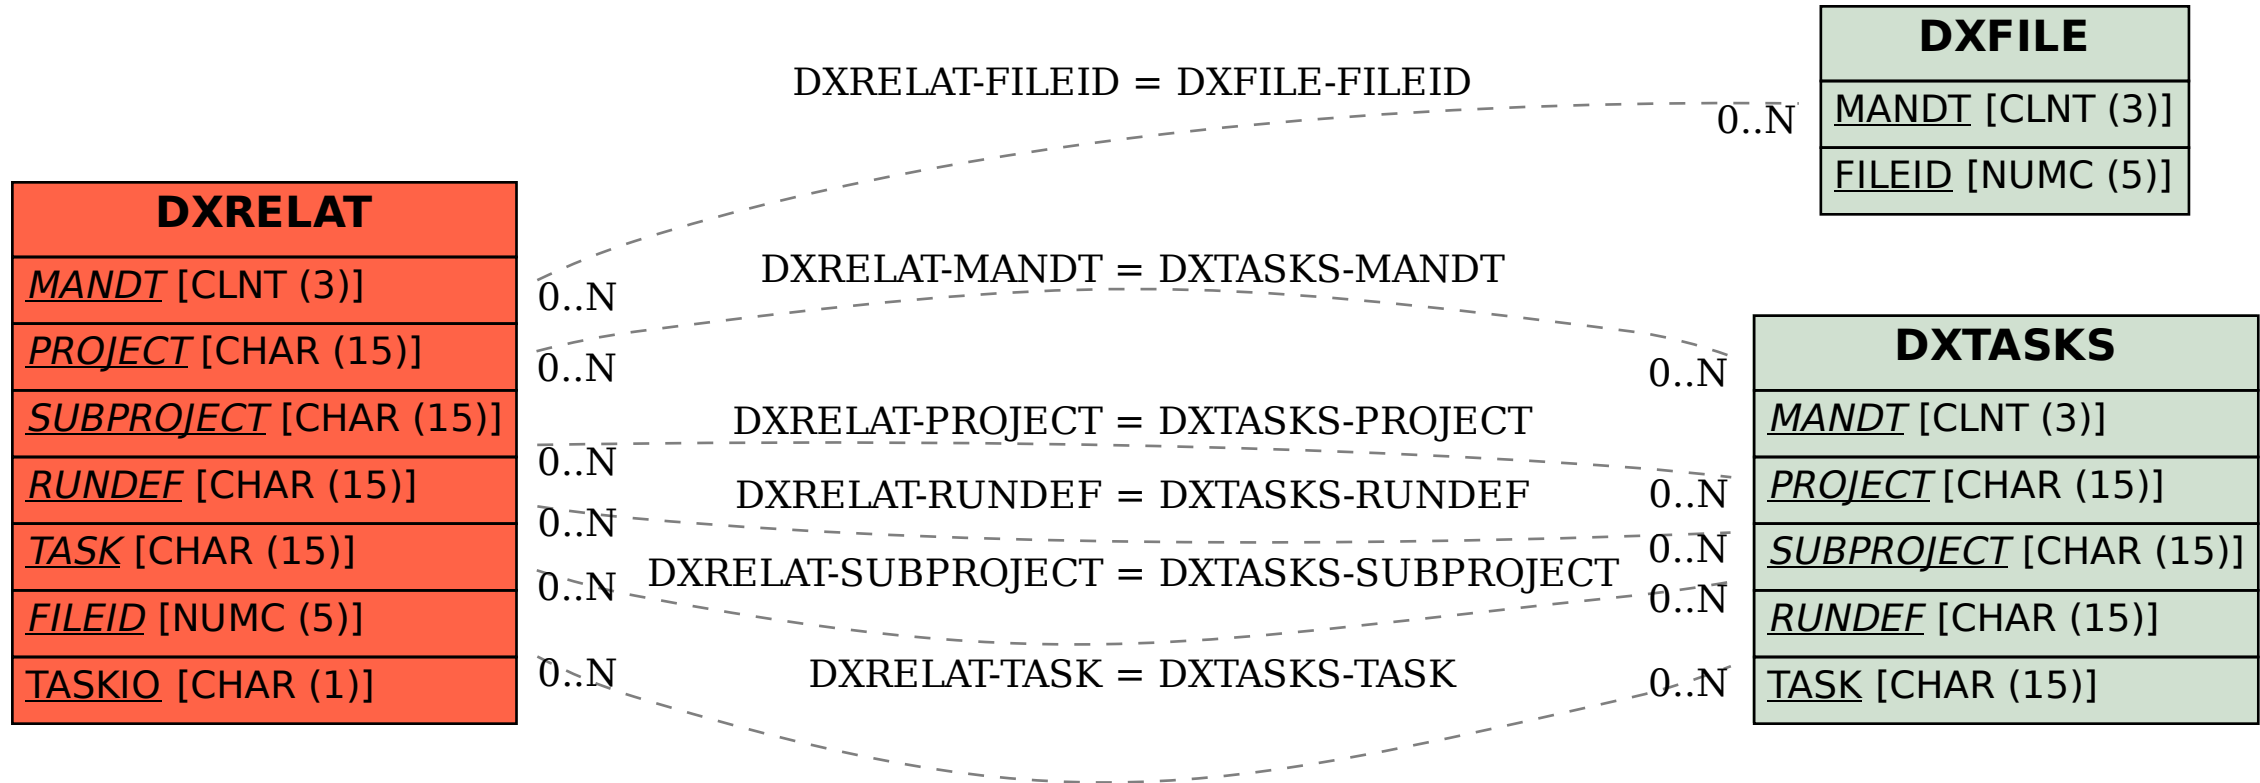 DXRELAT
MANDT [CLNT (3)]
PROJECT [CHAR (15)]
SUBPROJECT [CHAR (15)]
RUNDEF [CHAR (15)]
TASK [CHAR (15)]
FILEID [NUMC (5)]
TASKIO [CHAR (1)]
DXRELAT-FILEID = DXFILE-FILEID
0..N
0..N
DXRELAT-MANDT = DXTASKS-MANDT
0..N
0..N
DXRELAT-PROJECT = DXTASKS-PROJECT
0..N
0..N
DXRELAT-RUNDEF = DXTASKS-RUNDEF
0..N
0..N
DXRELAT-SUBPROJECT = DXTASKS-SUBPROJECT
0..N
0..N
DXRELAT-TASK = DXTASKS-TASK
0..N
0..N
DXFILE
MANDT [CLNT (3)]
FILEID [NUMC (5)]
DXTASKS
MANDT [CLNT (3)]
PROJECT [CHAR (15)]
SUBPROJECT [CHAR (15)]
RUNDEF [CHAR (15)]
TASK [CHAR (15)]